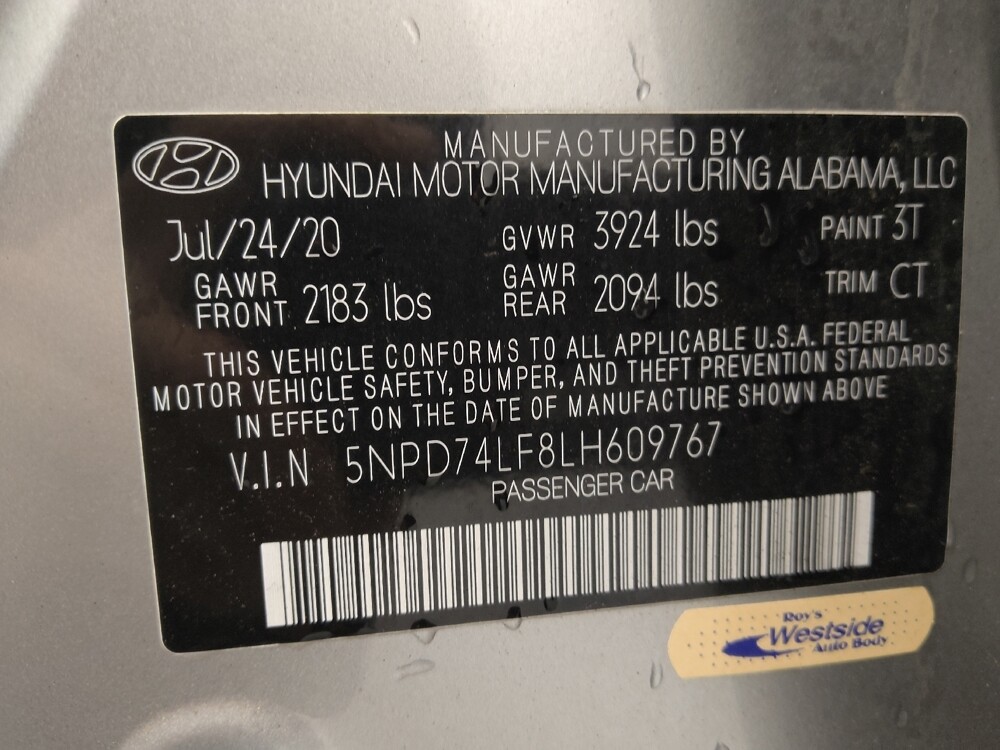 MANUFACTURED BY
HYUNDAI MOTOR MANUFACTURING ALABAMA, LLC
Jul/24/20 GVWR 3924 lbs PAINT 3T
GAWR FRONT 2183 lbs GAWR REAR 2094 lbs TRIM CT
THIS VEHICLE CONFORMS TO ALL APPLICABLE U.S.A. FEDERAL
MOTOR VEHICLE SAFETY, BUMPER, AND THEFT PREVENTION STANDARDS
IN EFFECT ON THE DATE OF MANUFACTURE SHOWN ABOVE
V.I.N 5NPD74LF8LH609767
PASSENGER CAR
Roy's
Westside
Auto Body